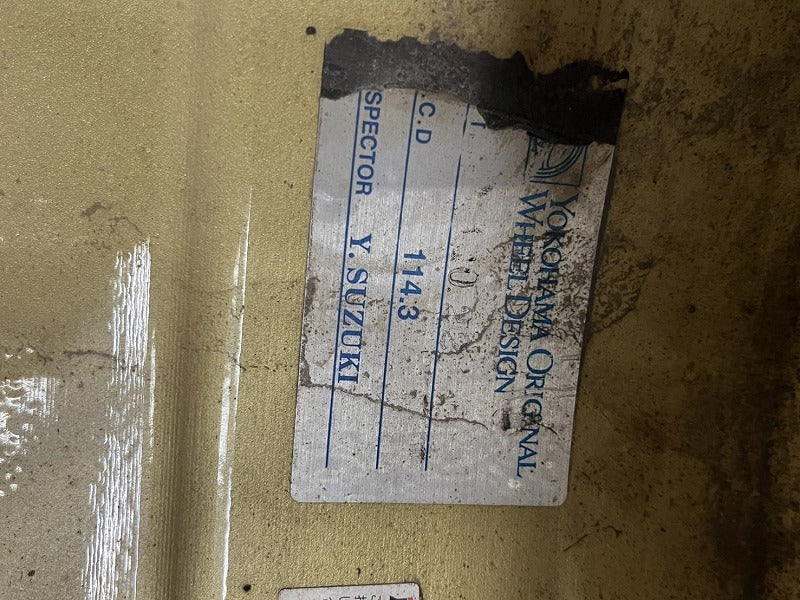 YOKOHAMA ORIGINAL
WHEEL DESIGN
T
.C.D 114.3
SPECTOR Y. SUZUKI